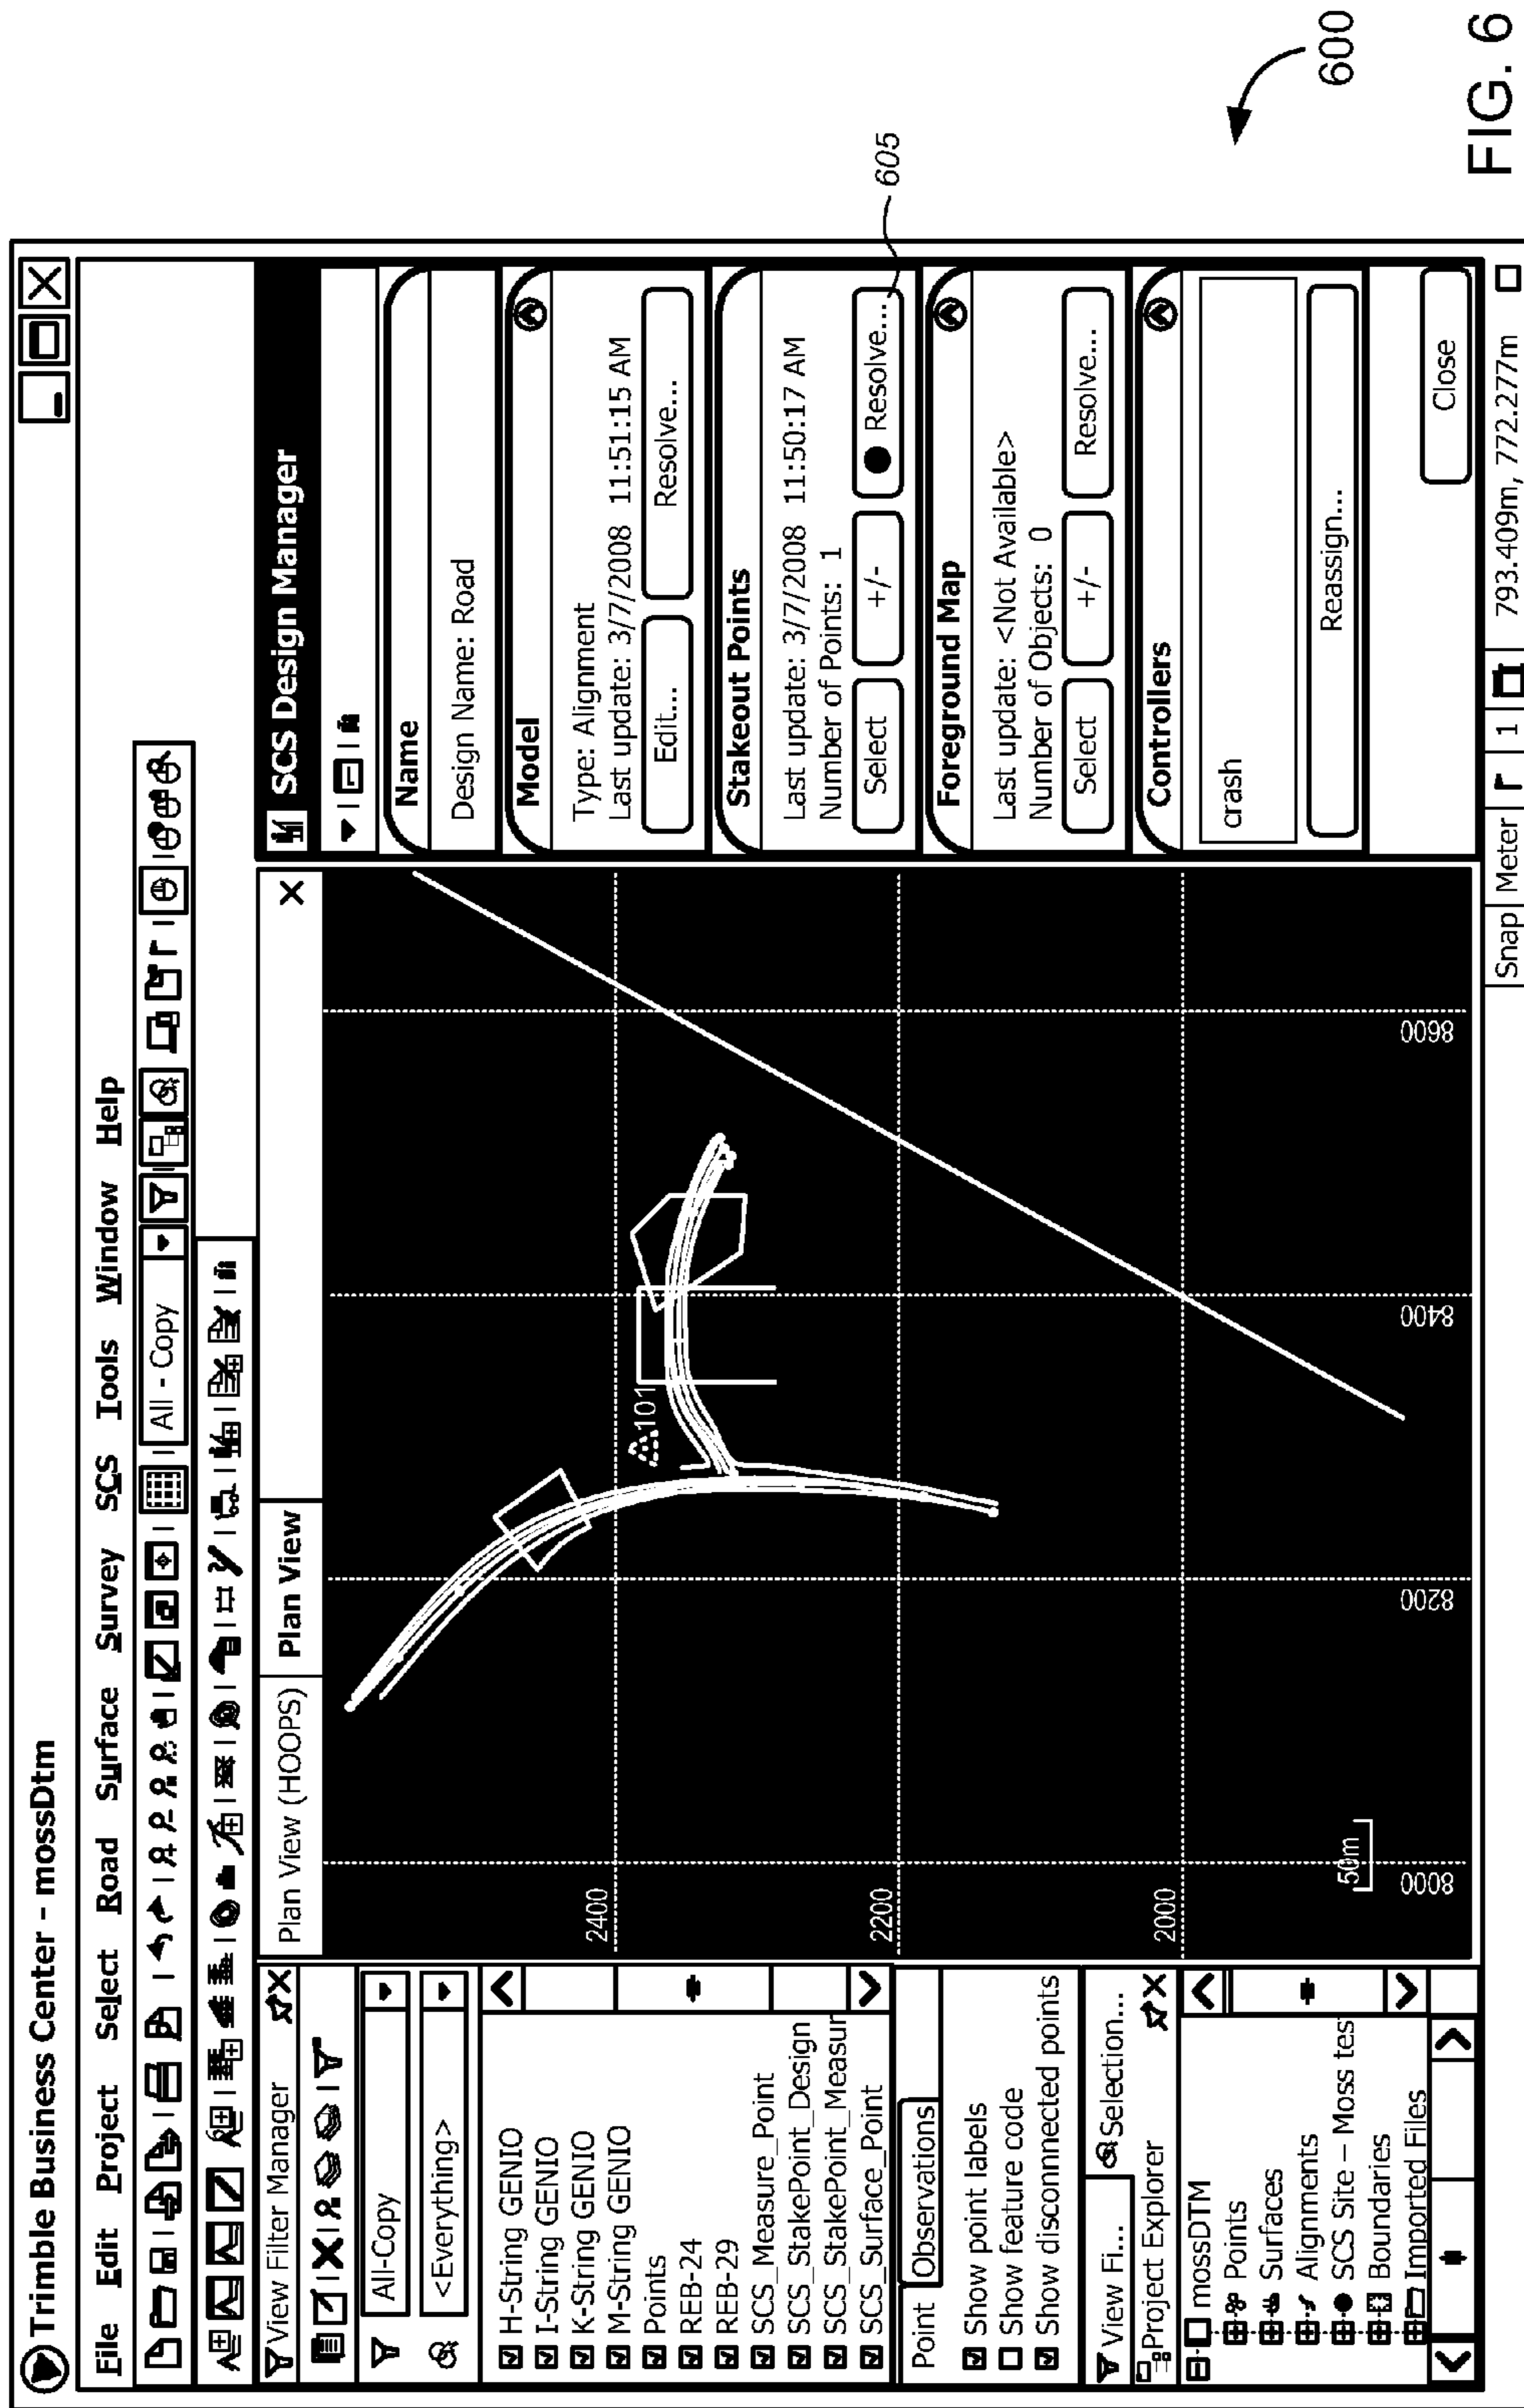 Trimble Business Center - mossDtm
File Edit Project Select Road Surface Survey SCS Tools Window Help
All - Copy
View Filter Manager
All-Copy
<Everything>
H-String GENIO
I-String GENIO
K-String GENIO
M-String GENIO
Points
REB-24
REB-29
SCS_Measure_Point
SCS_StakePoint_Design
SCS_StakePoint_Measur
SCS_Surface_Point
Point Observations
Show point labels
Show feature code
Show disconnected points
View Fi... Selection...
Project Explorer
mossDTM
Points
Surfaces
Alignments
SCS Site – Moss tes
Boundaries
Imported Files
Plan View (HOOPS) Plan View
2400
2200
2000
101
50m
8000 8200 8400 8600
SCS Design Manager
Name
Design Name: Road
Model
Type: Alignment
Last update: 3/7/2008 11:51:15 AM
Edit... Resolve...
Stakeout Points
Last update: 3/7/2008 11:50:17 AM
Number of Points: 1
Select +/- Resolve...
605
Foreground Map
Last update: <Not Available>
Number of Objects: 0
Select +/- Resolve...
Controllers
crash
Reassign...
Close
Snap Meter 1 793.409m, 772.277m
600
FIG. 6